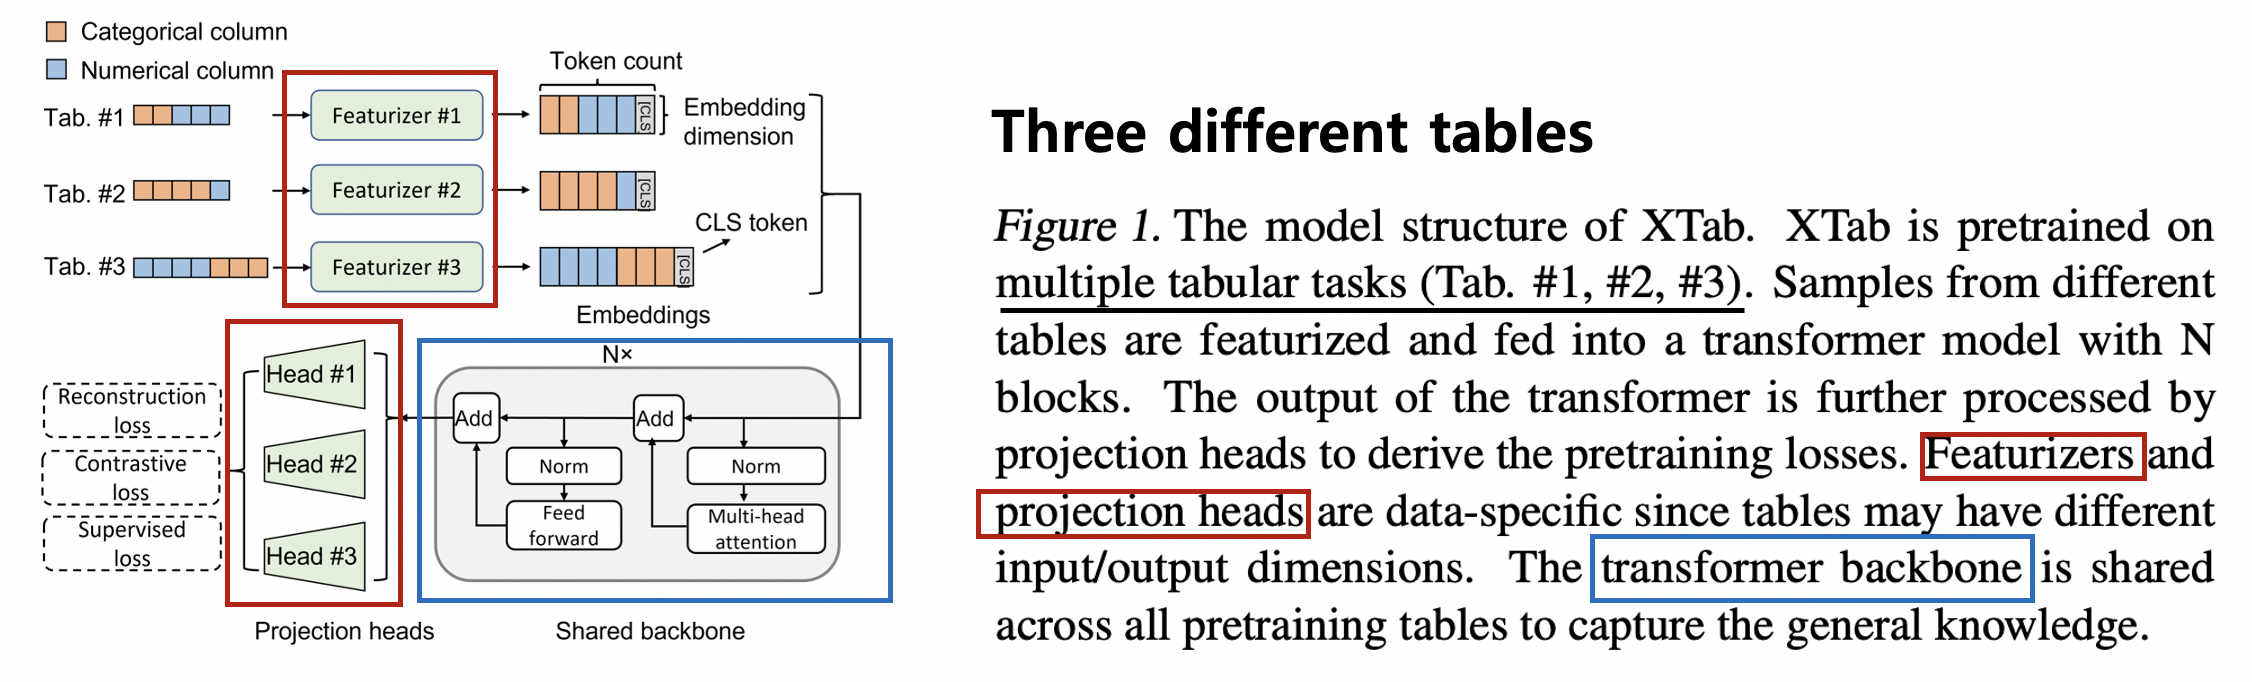 Categorical column
Numerical column
Token count
Tab. #1
Featurizer #1
[CLS
Embedding
dimension
Tab. #2
Featurizer #2
[CLS
CLS token
Tab. #3
Featurizer #3
[CLS
Embeddings
N×
Head #1
Head #2
Head #3
Reconstruction
loss
Contrastive
loss
Supervised
loss
Add
Add
Norm
Norm
Feed
forward
Multi-head
attention
Projection heads
Shared backbone
Three different tables
Figure 1. The model structure of XTab. XTab is pretrained on
multiple tabular tasks (Tab. #1, #2, #3). Samples from different
tables are featurized and fed into a transformer model with N
blocks. The output of the transformer is further processed by
projection heads to derive the pretraining losses. Featurizers and
projection heads are data-specific since tables may have different
input/output dimensions. The transformer backbone is shared
across all pretraining tables to capture the general knowledge.